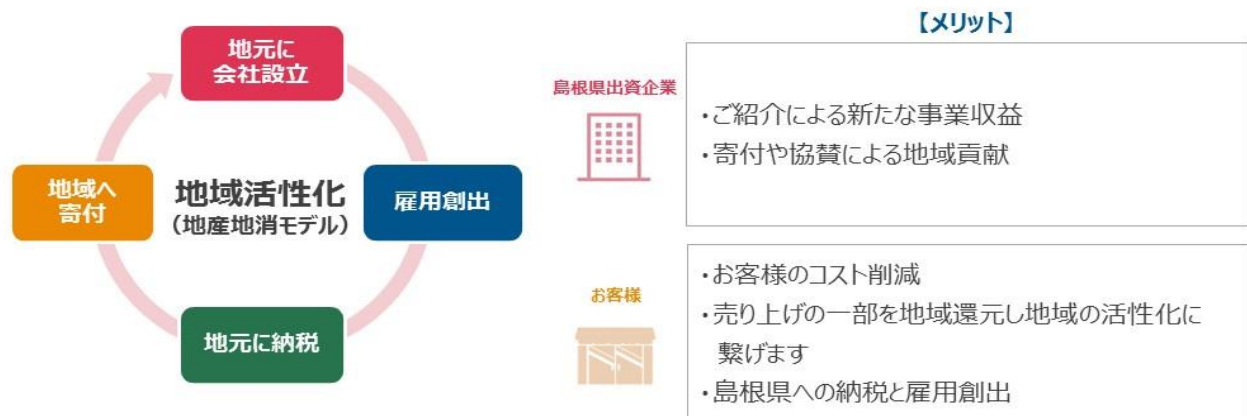 地元に
会社設立
雇用創出
地元に納税
地域へ
寄付
地域活性化
（地産地消モデル）
【メリット】
島根県出資企業
・ご紹介による新たな事業収益
・寄付や協賛による地域貢献
お客様
・お客様のコスト削減
・売り上げの一部を地域還元し地域の活性化に
繋げます
・島根県への納税と雇用創出